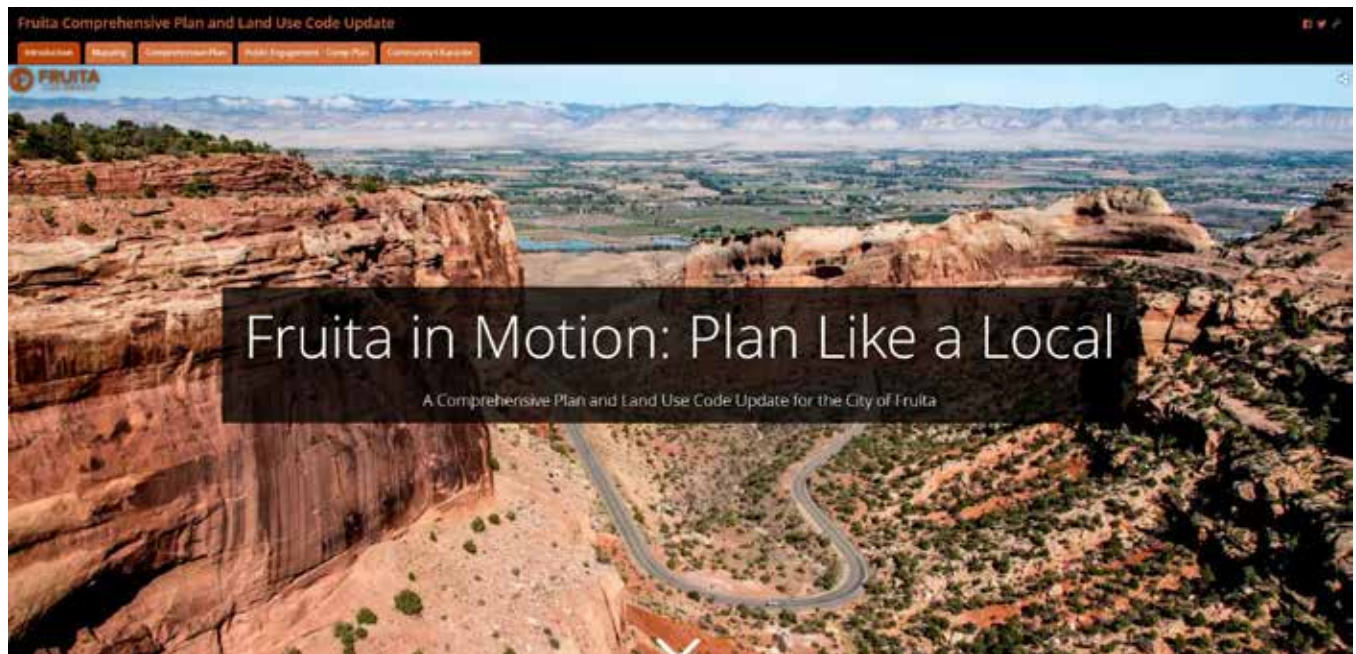 Fruita Comprehensive Plan and Land Use Code Update
Introduction
Mapping
Comprehensive Plan
Public Engagement - Comp Plan
Community Character
FRUITA
Fruita in Motion: Plan Like a Local
A Comprehensive Plan and Land Use Code Update for the City of Fruita